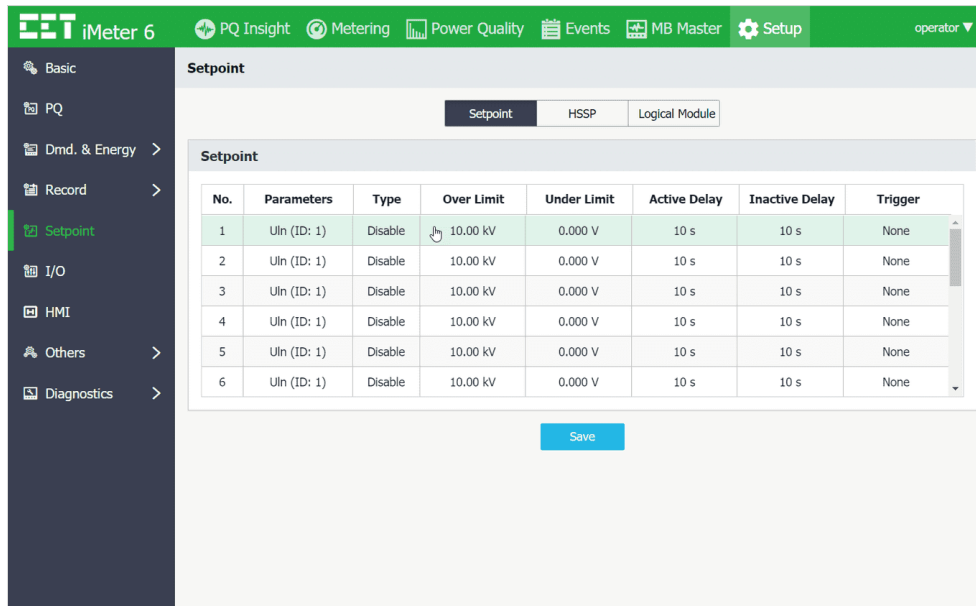 CET iMeter 6 PQ Insight Metering Power Quality Events MB Master Setup operator
Basic
PQ
Dmd. & Energy
Record
Setpoint
I/O
HMI
Others
Diagnostics
Setpoint
Setpoint HSSP Logical Module
Setpoint
No. Parameters Type Over Limit Under Limit Active Delay Inactive Delay Trigger
1 Uln (ID: 1) Disable 10.00 kV 0.000 V 10 s 10 s None
2 Uln (ID: 1) Disable 10.00 kV 0.000 V 10 s 10 s None
3 Uln (ID: 1) Disable 10.00 kV 0.000 V 10 s 10 s None
4 Uln (ID: 1) Disable 10.00 kV 0.000 V 10 s 10 s None
5 Uln (ID: 1) Disable 10.00 kV 0.000 V 10 s 10 s None
6 Uln (ID: 1) Disable 10.00 kV 0.000 V 10 s 10 s None
Save